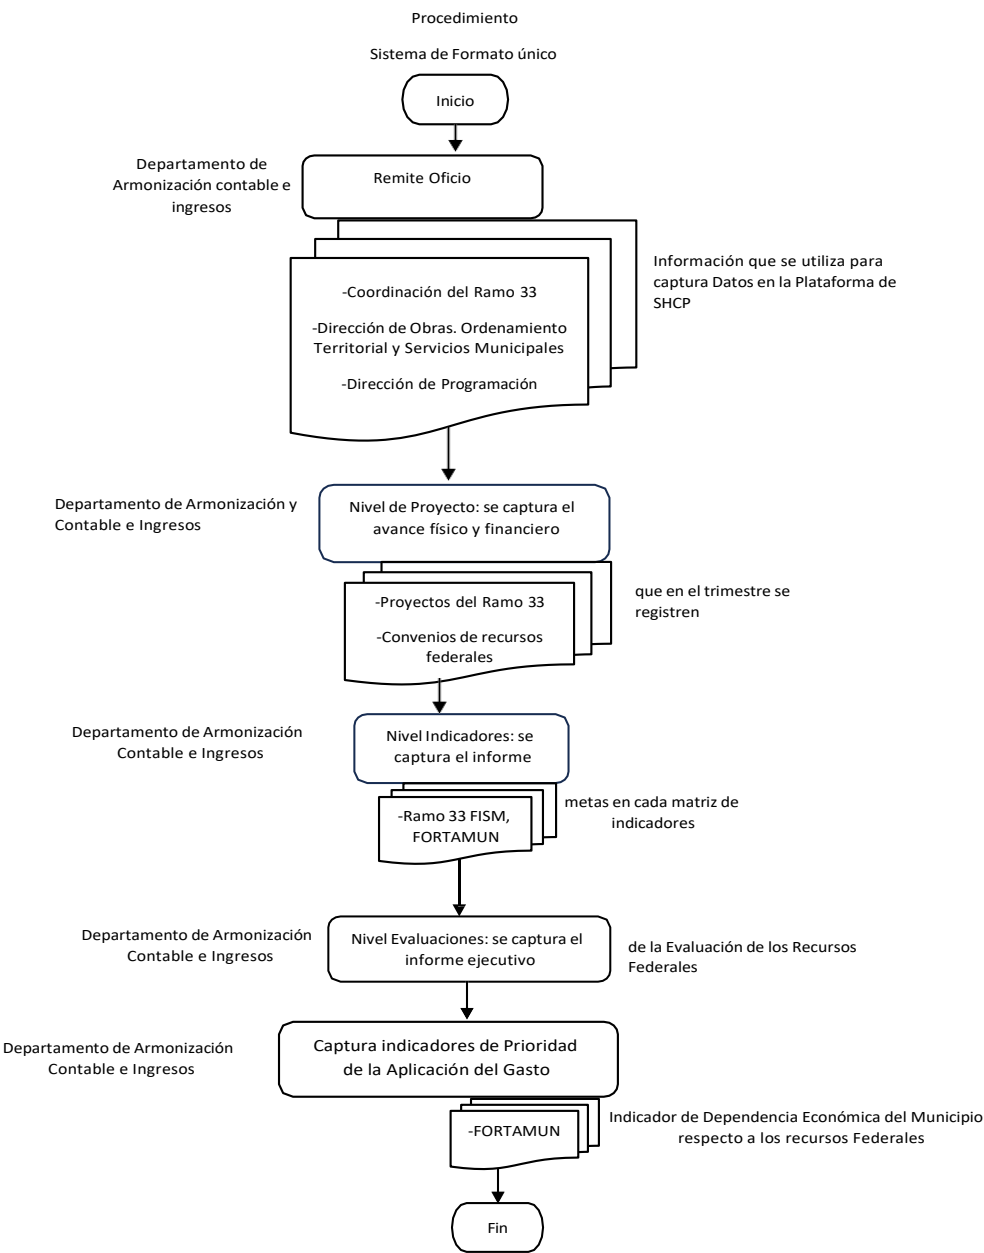 Procedimiento
Sistema de Formato único
Inicio
Departamento de
Armonización contable e
ingresos
Remite Oficio
-Coordinación del Ramo 33
-Dirección de Obras. Ordenamiento
Territorial y Servicios Municipales
-Dirección de Programación
Información que se utiliza para
captura Datos en la Plataforma de
SHCP
Departamento de Armonización y
Contable e Ingresos
Nivel de Proyecto: se captura el
avance físico y financiero
-Proyectos del Ramo 33
-Convenios de recursos
federales
que en el trimestre se
registren
Departamento de Armonización
Contable e Ingresos
Nivel Indicadores: se
captura el informe
-Ramo 33 FISM,
FORTAMUN
metas en cada matriz de
indicadores
Departamento de Armonización
Contable e Ingresos
Nivel Evaluaciones: se captura el
informe ejecutivo
de la Evaluación de los Recursos
Federales
Departamento de Armonización
Contable e Ingresos
Captura indicadores de Prioridad
de la Aplicación del Gasto
-FORTAMUN
Indicador de Dependencia Económica del Municipio
respecto a los recursos Federales
Fin